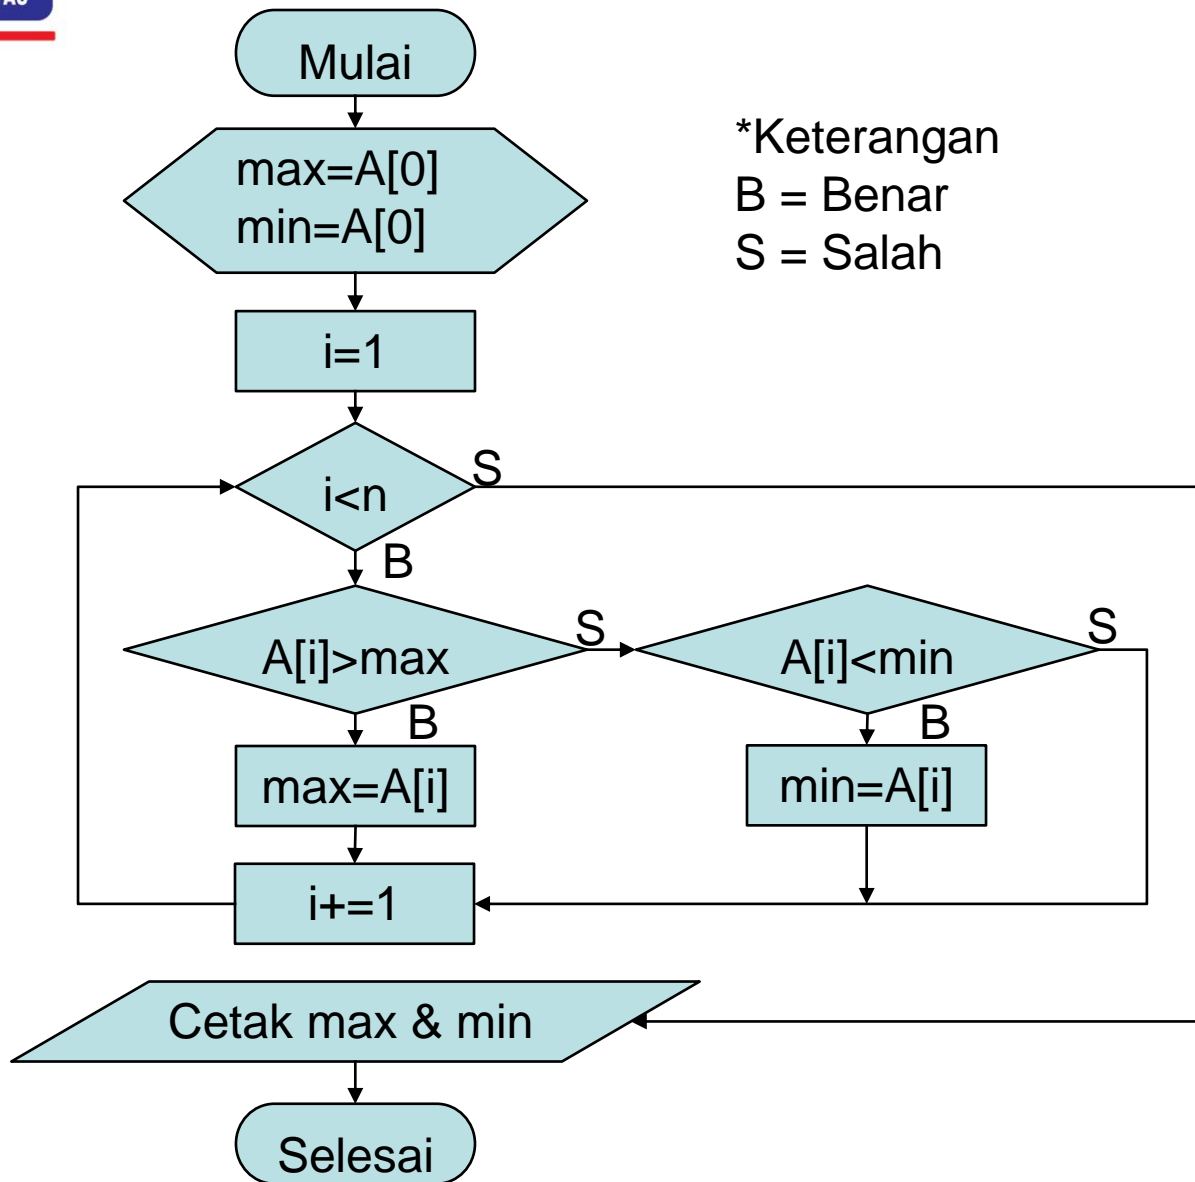 Mulai
max=A[0]
min=A[0]
*Keterangan
B = Benar
S = Salah
i=1
i<n
S
B
A[i]>max
S
A[i]<min
S
B
B
max=A[i]
min=A[i]
i+=1
Cetak max & min
Selesai